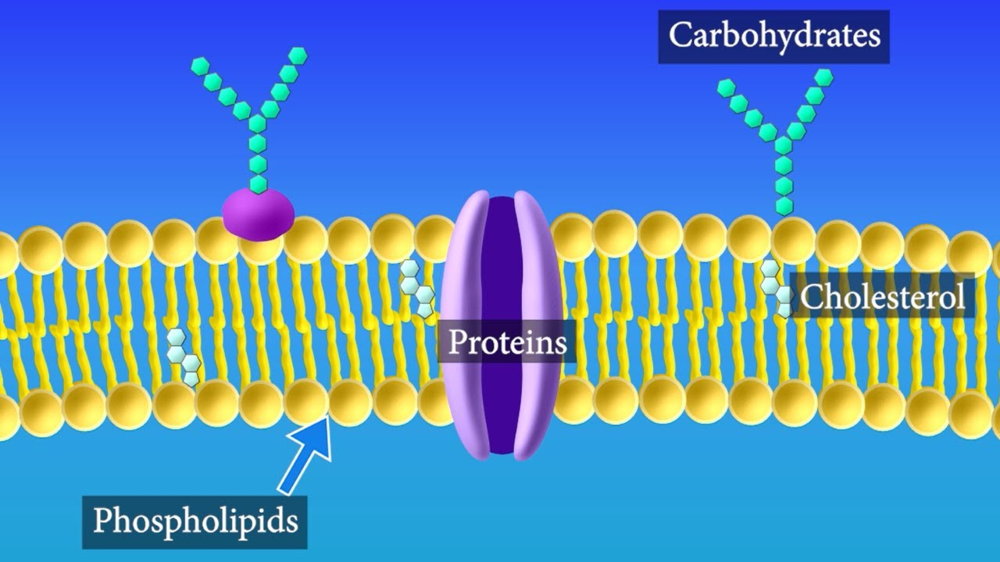 Carbohydrates
Cholesterol
Proteins
Phospholipids